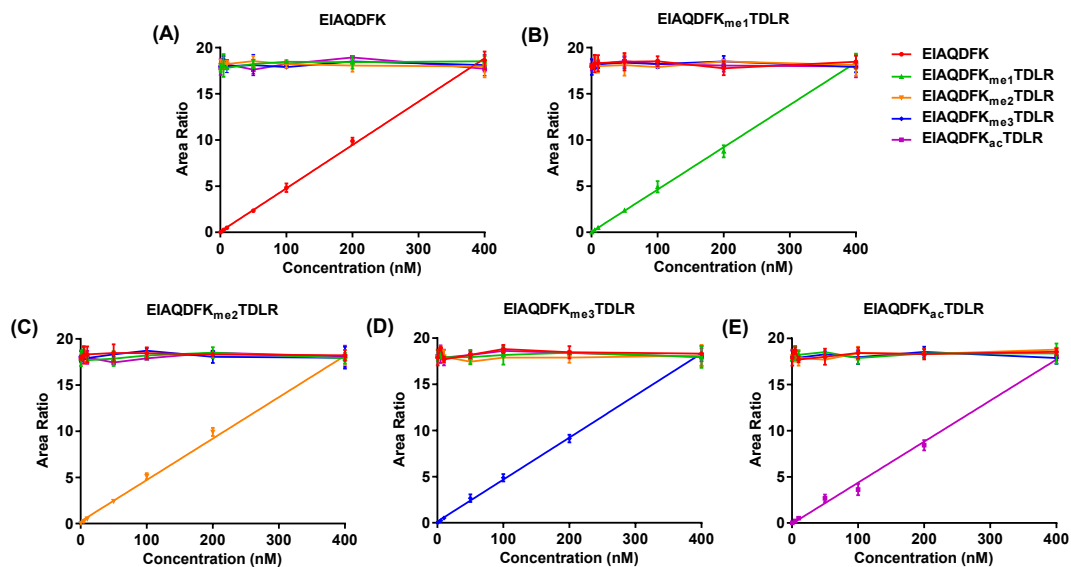 (A)
EIAQDFK
Area Ratio
20
15
10
5
0
0 100 200 300 400
Concentration (nM)
(B)
EIAQDFKme1TDLR
Area Ratio
20
15
10
5
0
0 100 200 300 400
Concentration (nM)
EIAQDFK
EIAQDFKme1TDLR
EIAQDFKme2TDLR
EIAQDFKme3TDLR
EIAQDFKacTDLR
(C)
EIAQDFKme2TDLR
Area Ratio
20
15
10
5
0
0 100 200 300 400
Concentration (nM)
(D)
EIAQDFKme3TDLR
Area Ratio
20
15
10
5
0
0 100 200 300 400
Concentration (nM)
(E)
EIAQDFKacTDLR
Area Ratio
20
15
10
5
0
0 100 200 300 400
Concentration (nM)